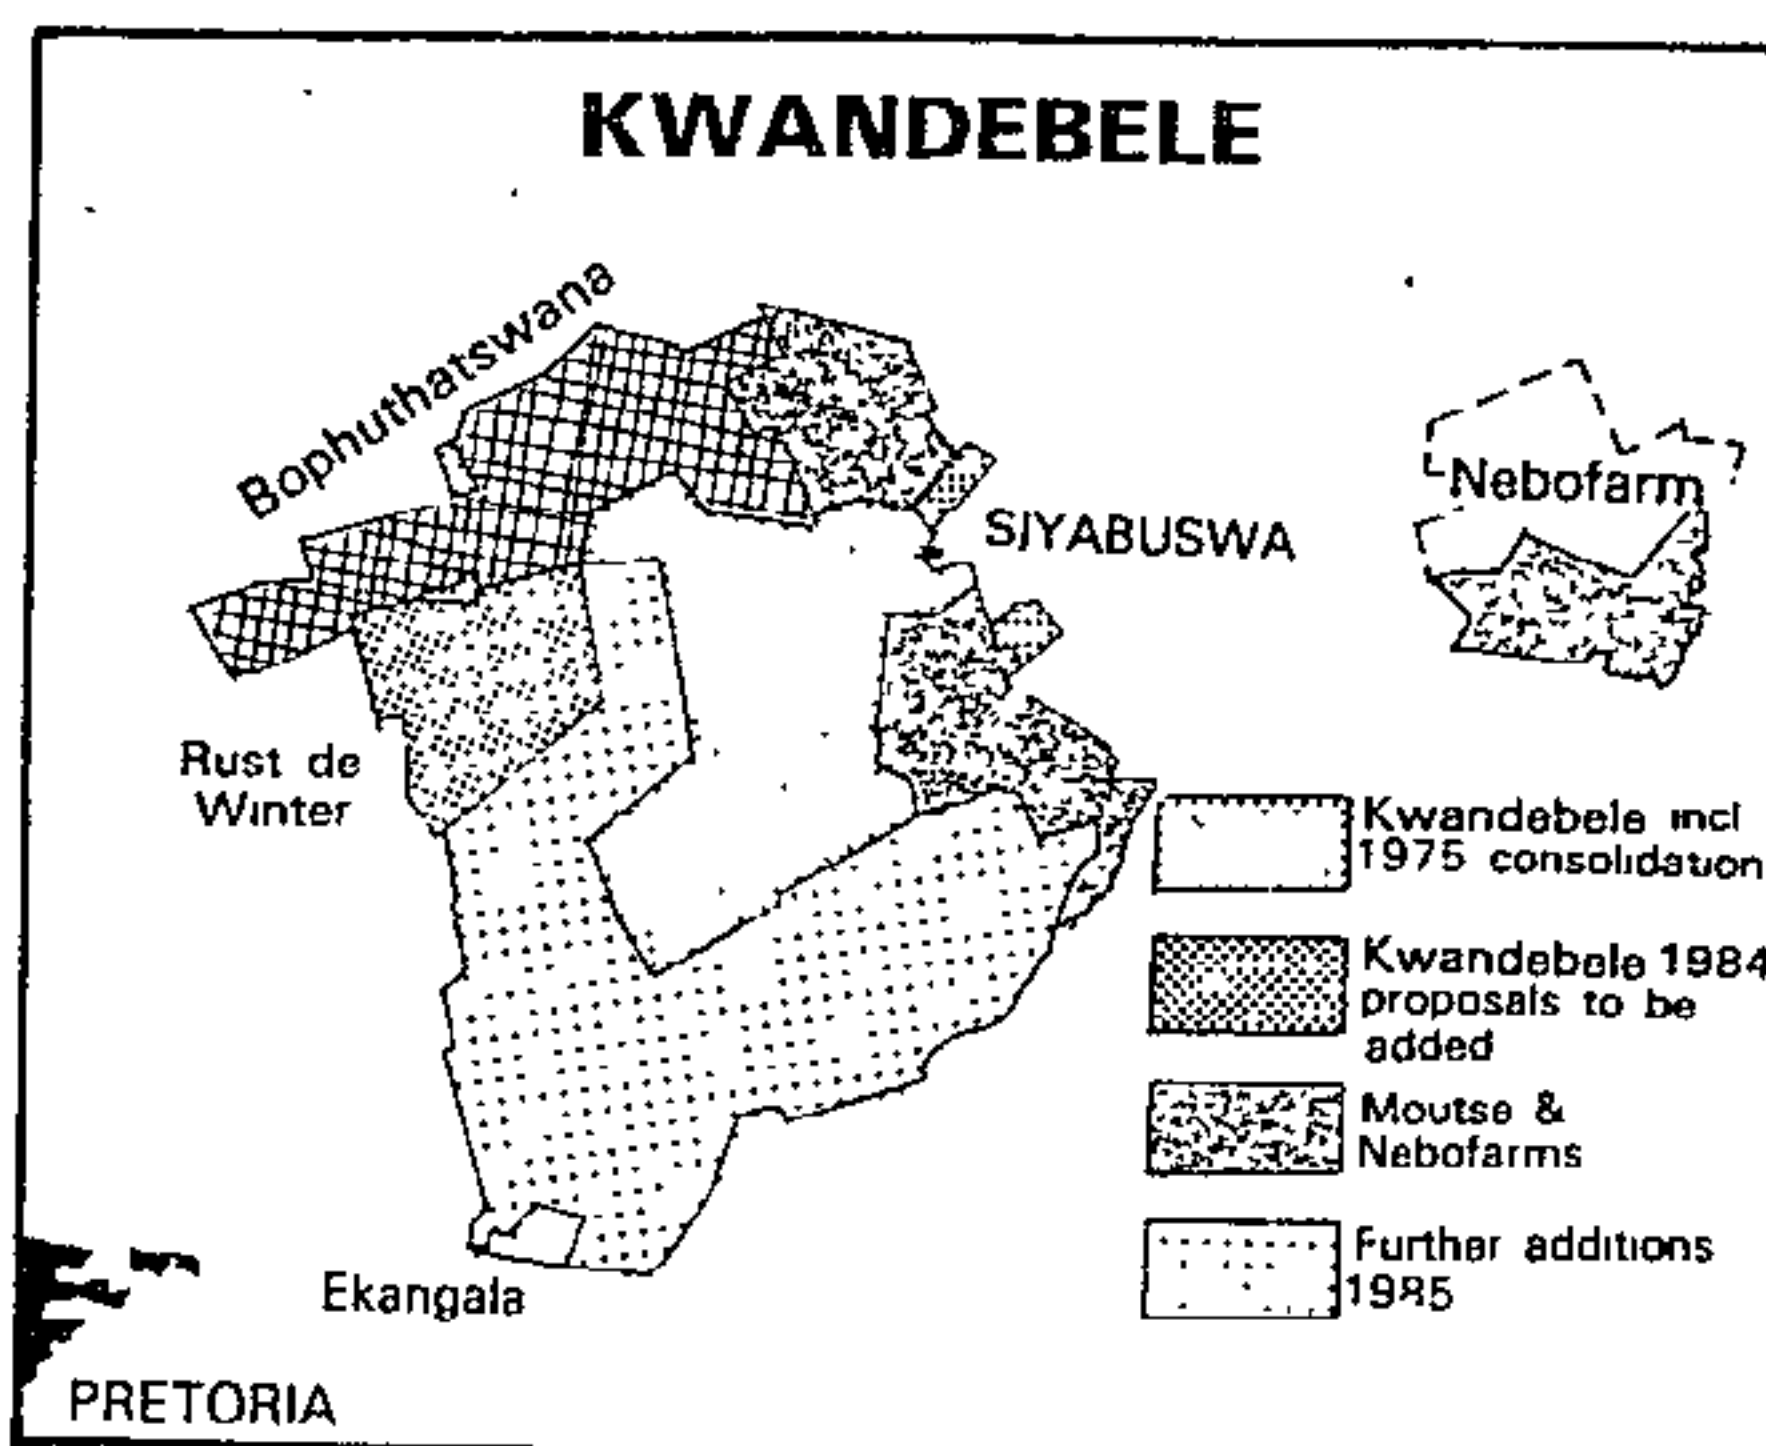 KWANDEBELE
Bophuthatswana
Nebofarm
SIYABUSWA
Rust de
Winter
Kwandebele incl
1975 consolidation
Kwandebele 1984
proposals to be
added
Moutse &
Nebofarms
Further additions
1985
Ekangala
PRETORIA